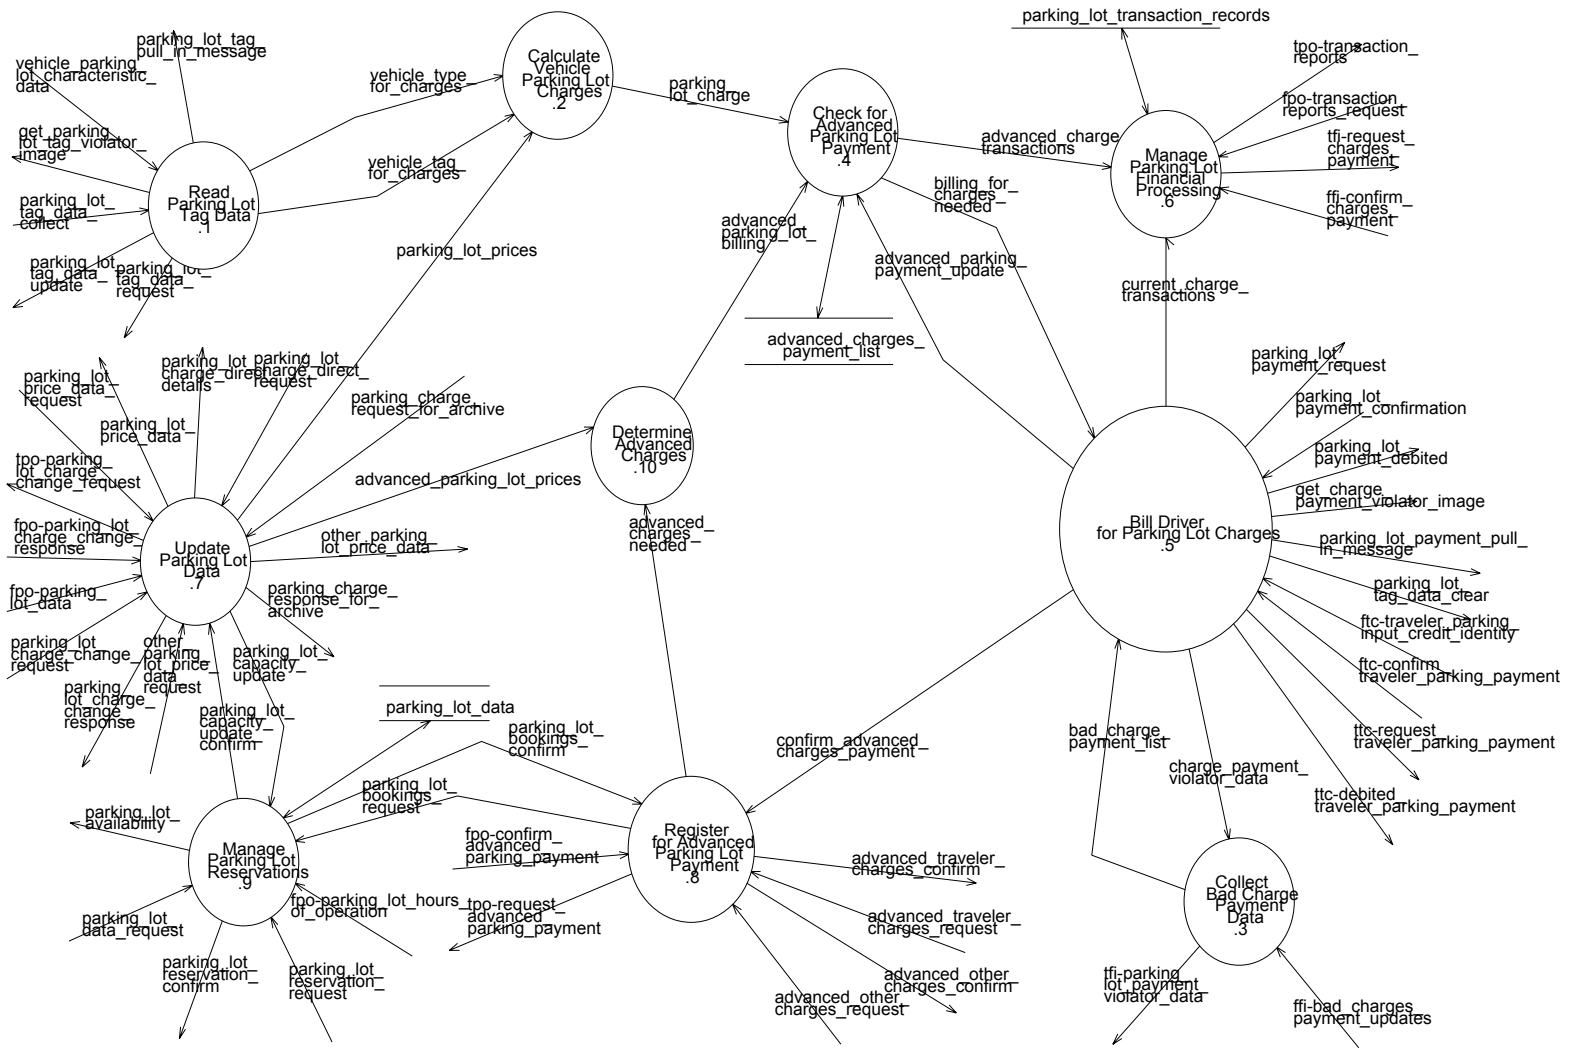 parking_lot_transaction_records
parking_lot_tag_
pull_in_message
vehicle_parking_
lot_characteristic_
data
get_parking_
lot_tag_violator_
image
parking_lot_
tag_data_
collect
parking_lot_
tag_data_
update
parking_lot_
tag_data_
request
Read
Parking Lot
Tag Data
.1
vehicle_type_
for_charges
vehicle_tag_
for_charges
Calculate
Vehicle
Parking Lot
Charges
.2
parking_
lot_charge
Check for
Advanced
Parking Lot
Payment
.4
advanced_charge_
transactions
Manage
Parking Lot
Financial
Processing
.6
tpo-transaction_
reports
fpo-transaction_
reports_request
tfi-request_
charges_
payment
ffi-confirm_
charges_
payment
billing_for_
charges_
needed
advanced_
parking_lot_
billing
parking_lot_prices
advanced_parking_
payment_update
current_charge_
transactions
advanced_charges_
payment_list
parking_lot_
price_data_
request
parking_lot_
charge_direct_
details
parking_lot_
charge_direct_
request
parking_lot_
price_data
parking_charge_
request_for_archive
tpo-parking_
lot_charge_
change_request
advanced_parking_lot_prices
Determine
Advanced
Charges
.10
fpo-parking_lot_
charge_change_
response
Update
Parking Lot
Data
.7
other_parking_
lot_price_data
advanced_
charges_
needed
fpo-parking_
lot_data
parking_charge_
response_for_
archive
parking_lot_
charge_change_
request
other_
parking_
lot_price_
data_
request
parking_lot_
capacity_
update
parking_
lot_charge_
change_
response
parking_lot_
capacity_
update_
confirm
parking_lot_
payment_request
parking_lot_
payment_confirmation
parking_lot_
payment_debited
get_charge_
payment_violator_image
Bill Driver
for Parking Lot Charges
.5
parking_lot_payment_pull_
in_message
parking_lot_
tag_data_clear
ftc-traveler_parking_
input_credit_identity
ftc-confirm_
traveler_parking_payment
ttc-request_
traveler_parking_payment
ttc-debited_
traveler_parking_payment
parking_lot_data
parking_lot_
bookings_
confirm
parking_lot_
bookings_
request
confirm_advanced_
charges_payment
bad_charge_
payment_list
charge_payment_
violator_data
parking_lot_
availability
Manage
Parking Lot
Reservations
.9
fpo-confirm_
advanced_
parking_payment
Register
for Advanced
Parking Lot
Payment
.8
advanced_traveler_
charges_confirm
fpo-parking_lot_hours_
of_operation
tpo-request_
advanced_
parking_payment
advanced_traveler_
charges_request
parking_lot_
data_request
parking_lot_
reservation_
confirm
parking_lot_
reservation_
request
advanced_other_
charges_confirm
advanced_other_
charges_request
Collect
Bad Charge
Payment
Data
.3
tfi-parking_
lot_payment_
violator_data
ffi-bad_charges_
payment_updates